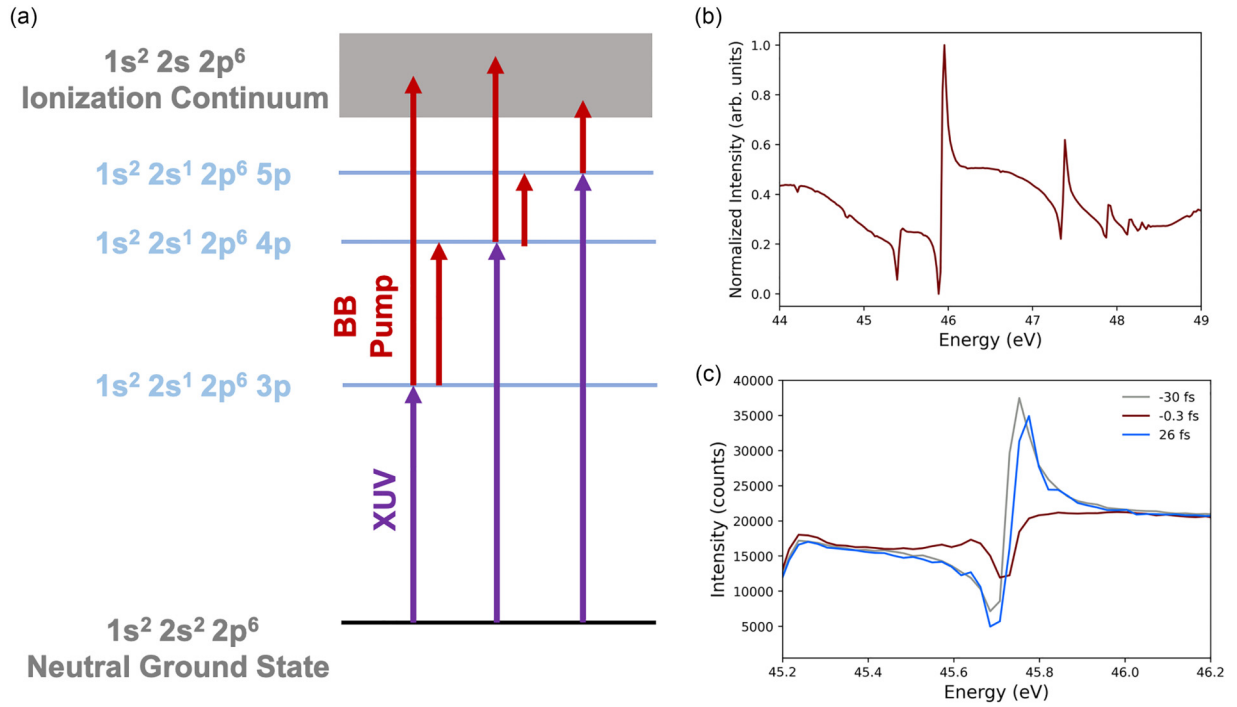 (a)
1s² 2s 2p⁶
Ionization Continuum
1s² 2s¹ 2p⁶ 5p
1s² 2s¹ 2p⁶ 4p
BB
Pump
1s² 2s¹ 2p⁶ 3p
XUV
1s² 2s² 2p⁶
Neutral Ground State
(b)
Normalized Intensity (arb. units)
1.0
0.8
0.6
0.4
0.2
0.0
44 45 46 47 48 49
Energy (eV)
(c)
Intensity (counts)
40000
35000
30000
25000
20000
15000
10000
5000
-30 fs
-0.3 fs
26 fs
45.2 45.4 45.6 45.8 46.0 46.2
Energy (eV)